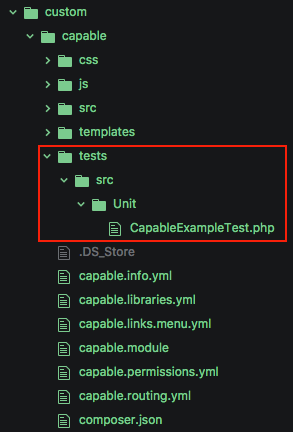 custom
capable
css
js
src
templates
tests
src
Unit
CapableExampleTest.php
.DS_Store
capable.info.yml
capable.libraries.yml
capable.links.menu.yml
capable.module
capable.permissions.yml
capable.routing.yml
composer.json